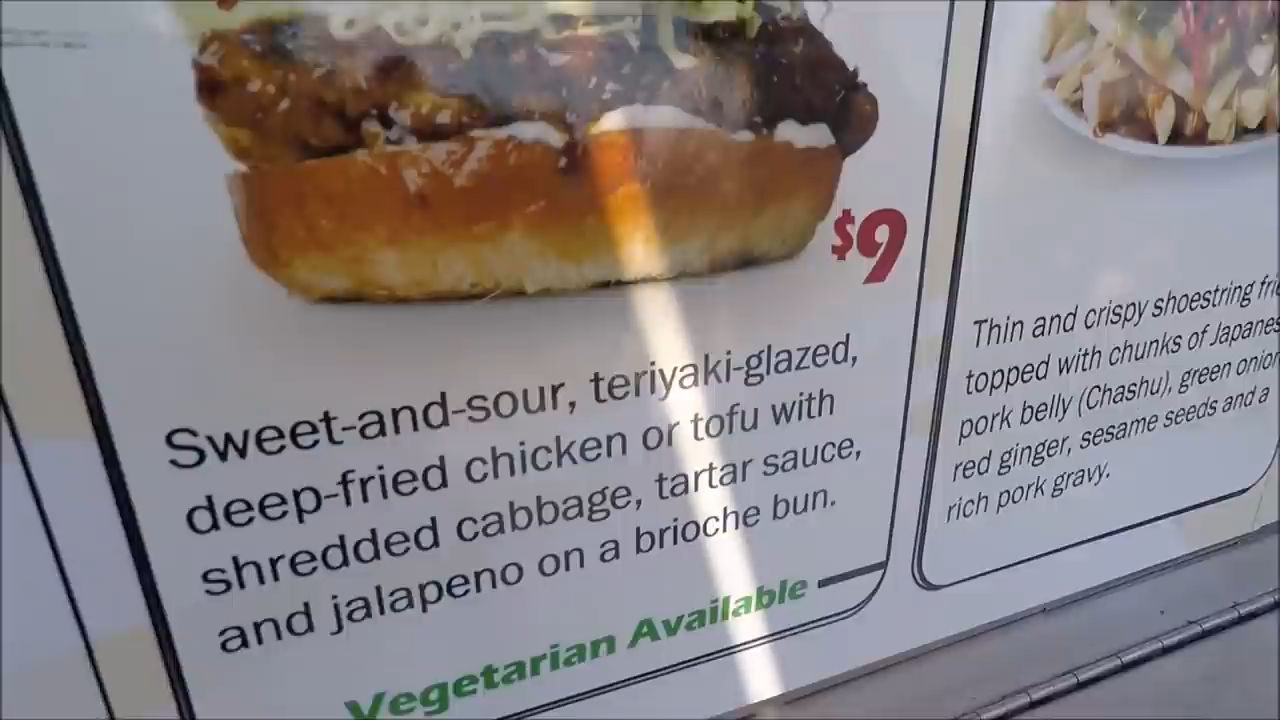 $9
Sweet-and-sour, teriyaki-glazed,
deep-fried chicken or tofu with
shredded cabbage, tartar sauce,
and jalapeno on a brioche bun.
Vegetarian Available
Thin and crispy shoestring
topped with chunks of
pork belly (Chashu), green
red ginger, sesame seeds and a
rich pork gravy.